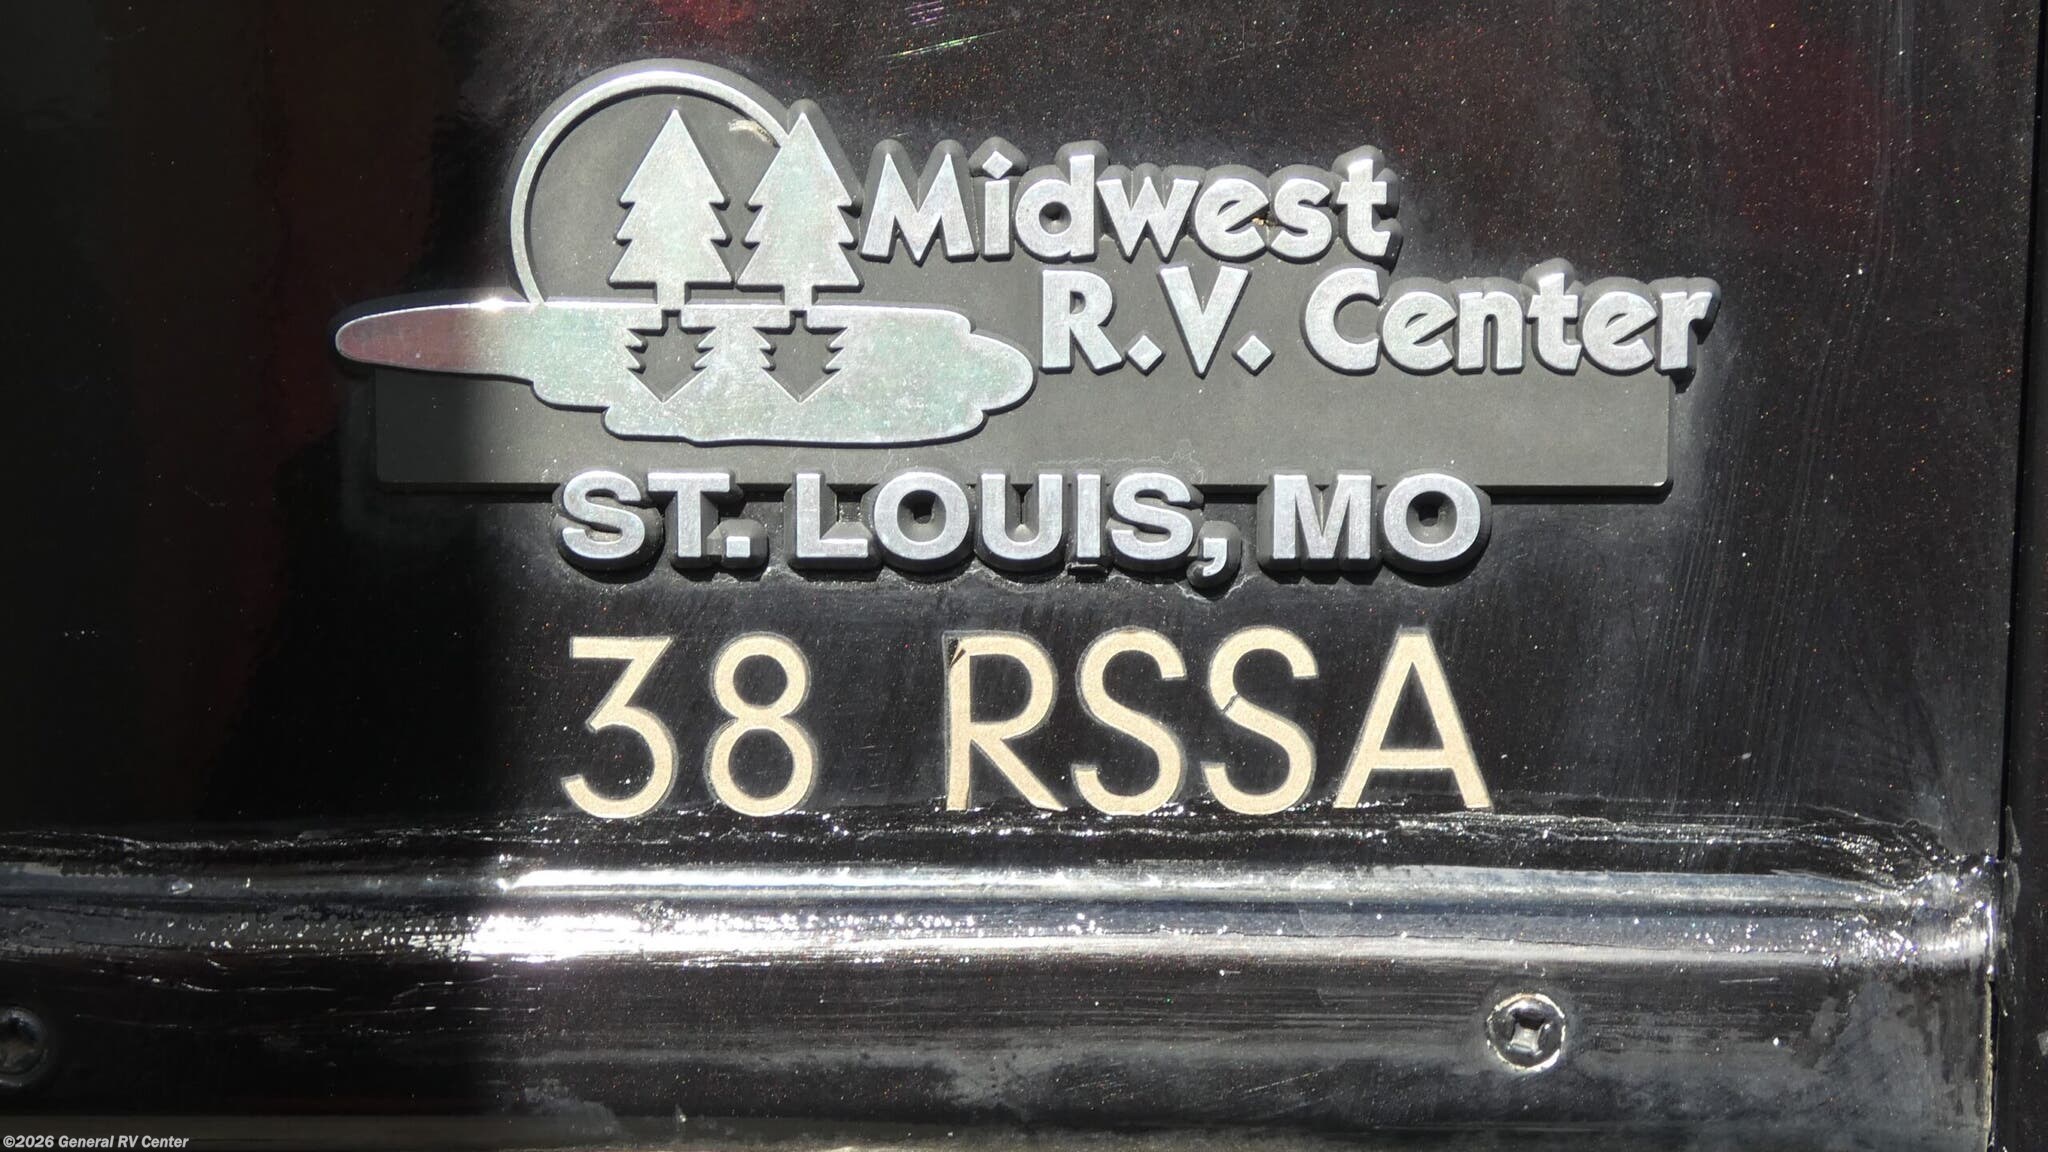 Midwest
R.V. Center
ST. LOUIS, MO
38 RSSA
©2026 General RV Center